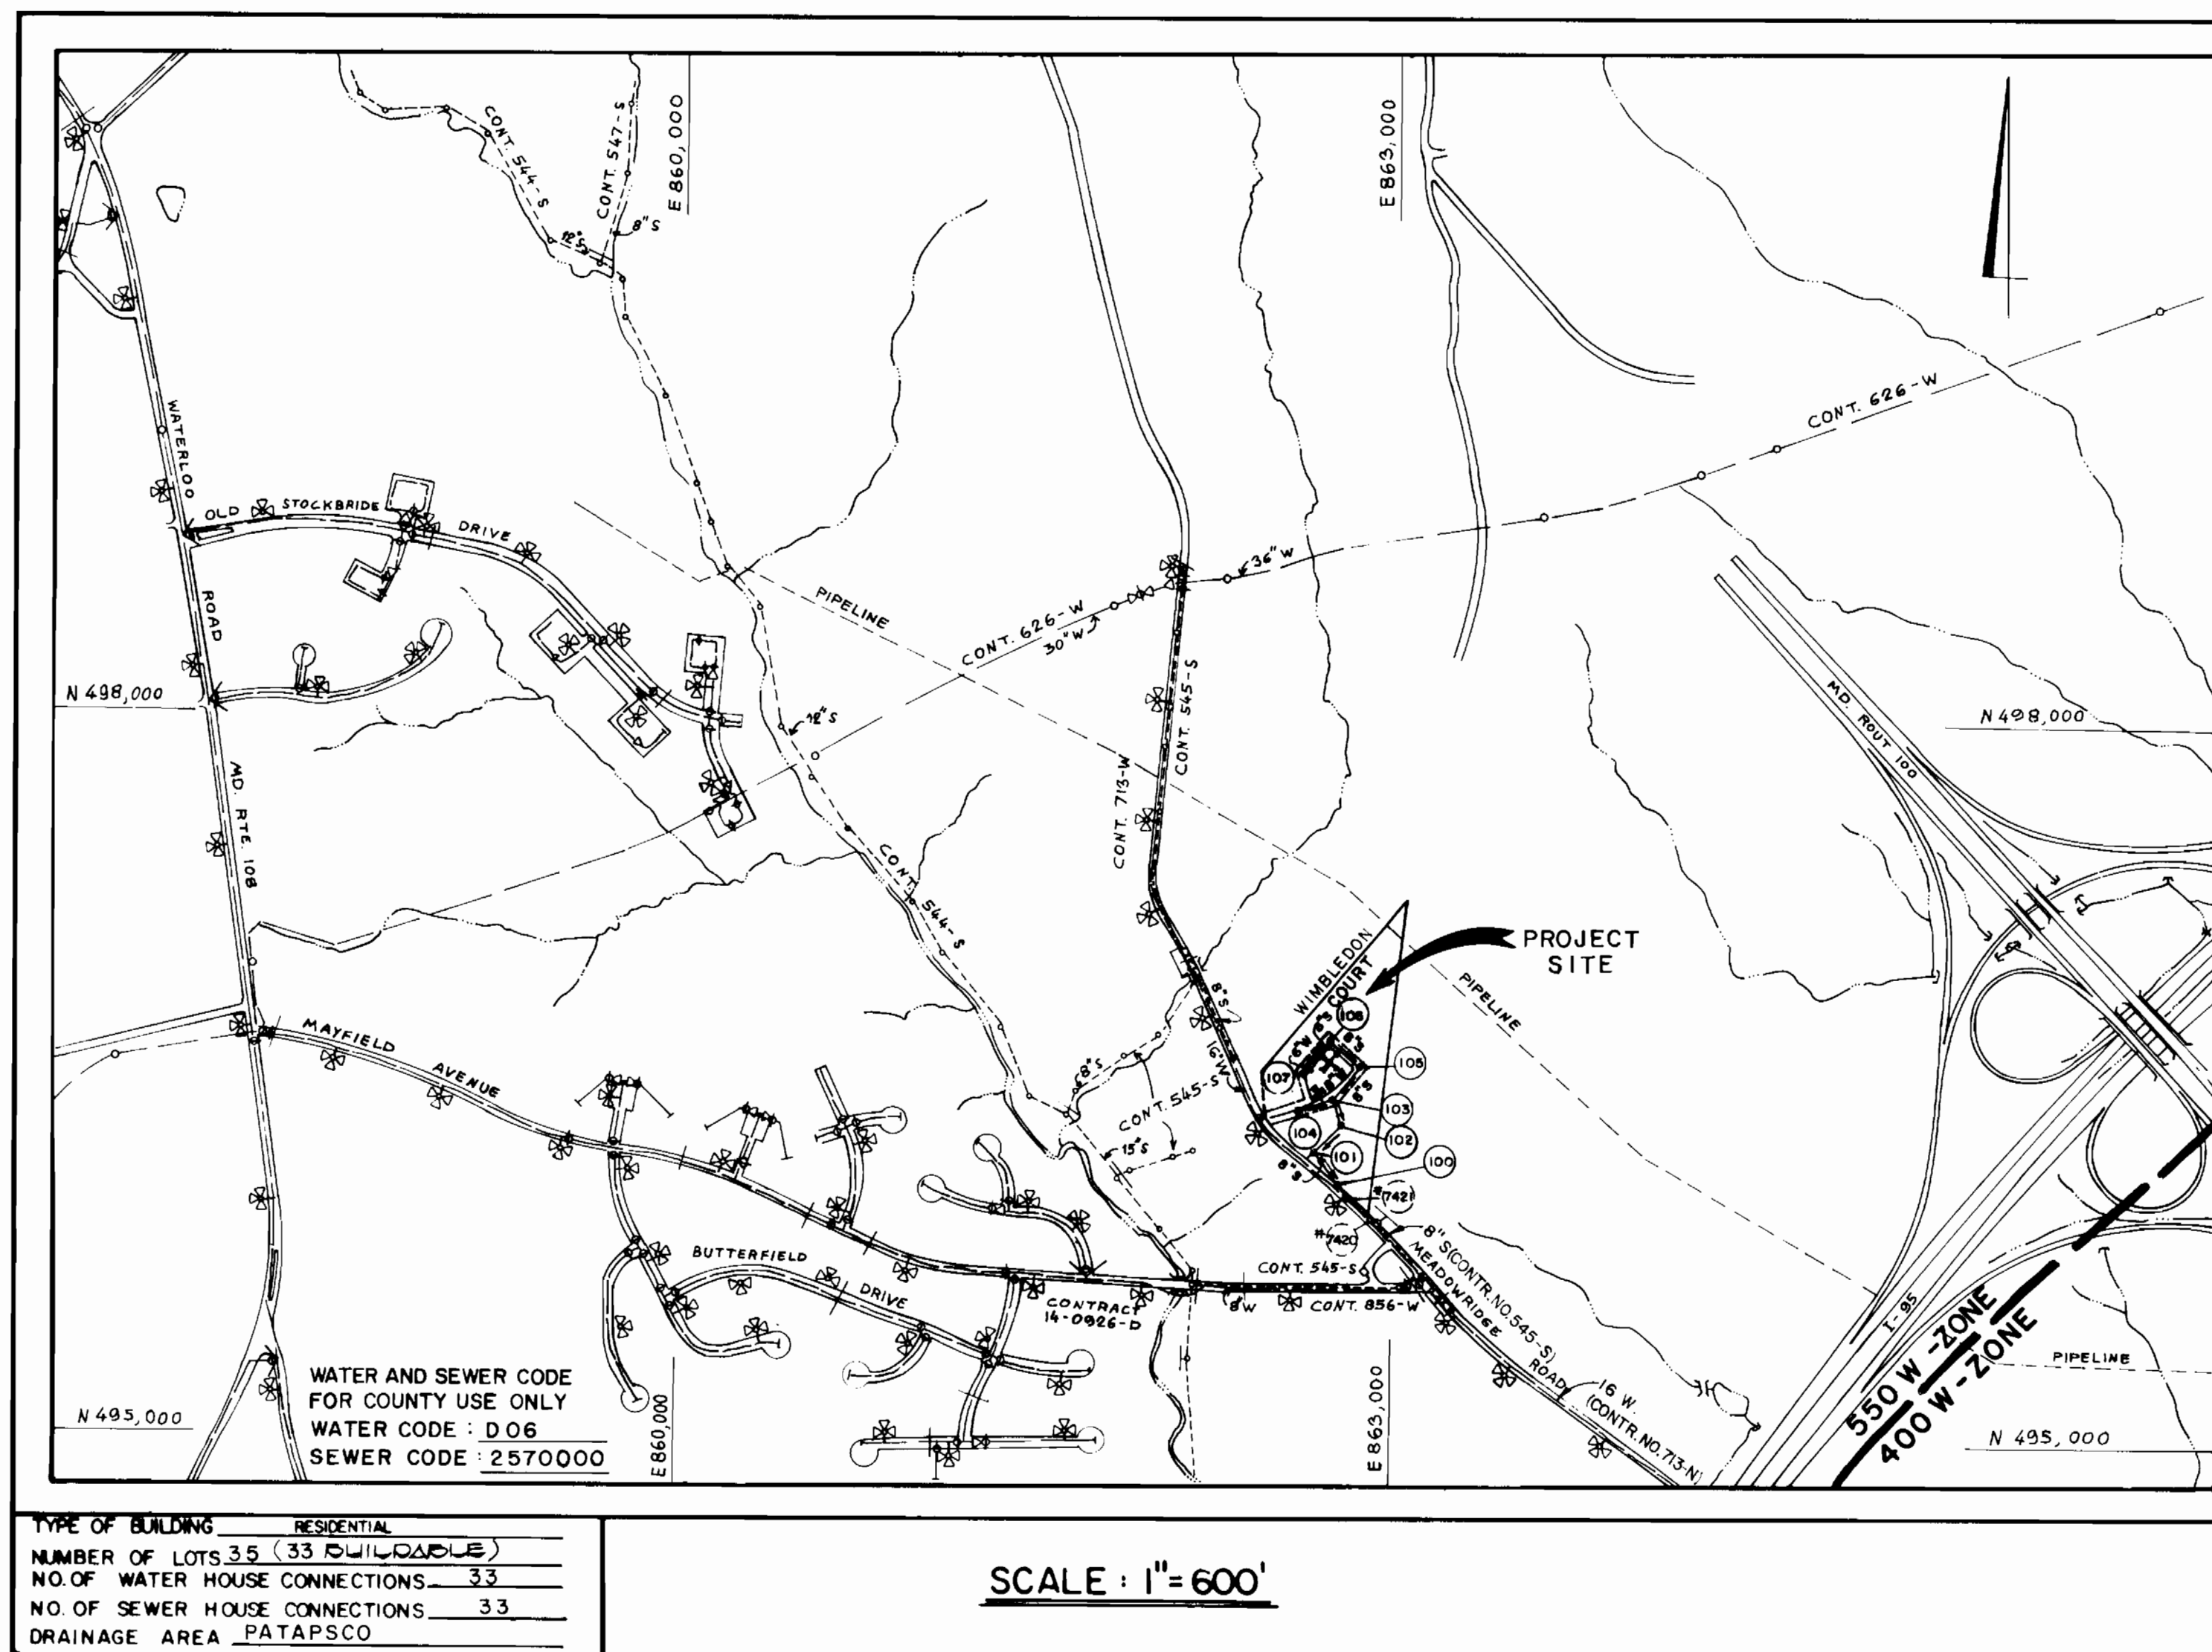 CONT. 544-S
CONT. 547-S
E 860,000
E 863,000
12"S
8"S
CONT. 626-W
WATERLOO
ROAD
OLD STOCKBRIDE DRIVE
36" W
PIPELINE
CONT. 626-W
30" W
CONT. 545-S
CONT. 713-W
N 498,000
MD. ROUT 100
N 498,000
12"S
MD. RTE. 108
CONT. 544-S
WIMBLEDON
COURT
PROJECT
SITE
PIPELINE
8"S
16"W
8"S
106
6"W
8"S
107
105
8"W
8"S
103
104
102
101
100
8"S
#7421
#7420
MAYFIELD AVENUE
8"S
CONT. 545-S
15"S
BUTTERFIELD DRIVE
CONT. 545-S
8"W
CONT. 856-W
CONTRACT
14-0926-D
8" S(CONTR.NO.545-S)
MEADOWRIDGE ROAD
16 W.
(CONTR.NO.713-N)
I-95
550 W-ZONE
400 W-ZONE
PIPELINE
WATER AND SEWER CODE
FOR COUNTY USE ONLY
WATER CODE : D06
SEWER CODE : 2570000
N 495,000
E 860,000
E 863,000
N 495,000
TYPE OF BUILDING RESIDENTIAL
NUMBER OF LOTS 35 (33 BUILDABLE)
NO. OF WATER HOUSE CONNECTIONS 33
NO. OF SEWER HOUSE CONNECTIONS 33
DRAINAGE AREA PATAPSCO
SCALE : 1"=600'